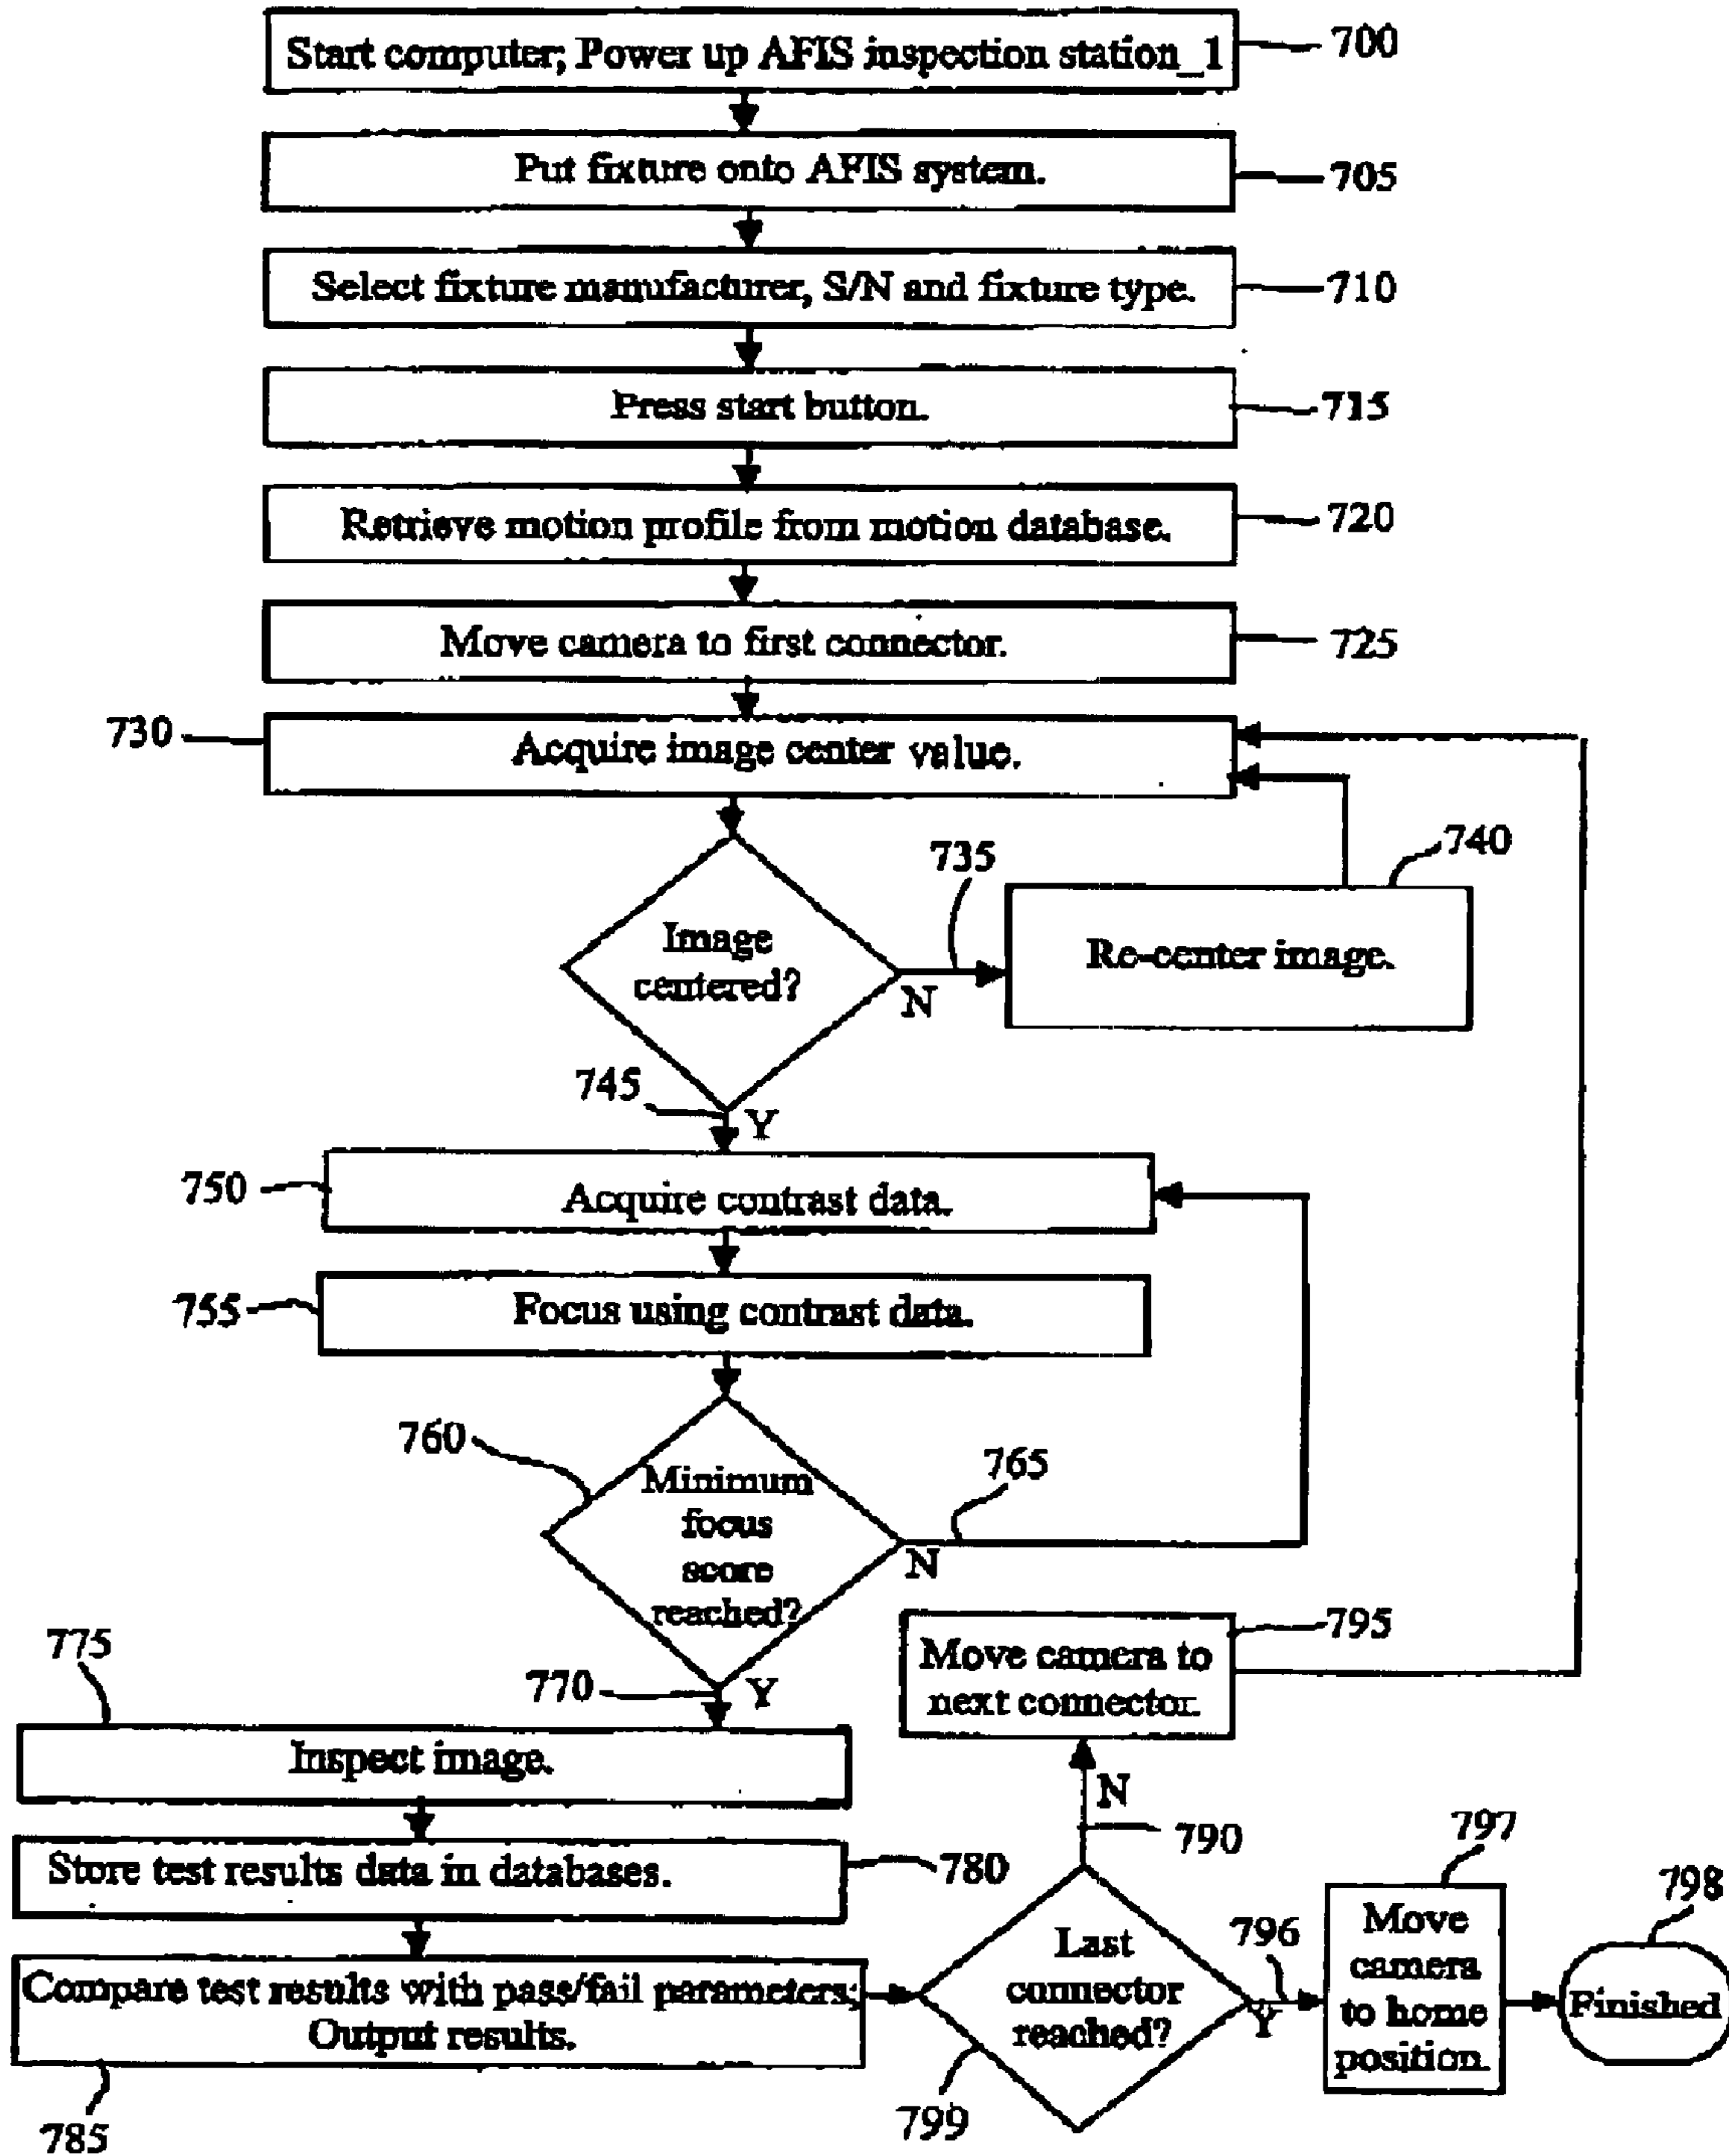 Start computer; Power up AFIS inspection station_1
700
Put fixture onto AFIS system.
705
Select fixture manufacturer, S/N and fixture type.
710
Press start button.
715
Retrieve motion profile from motion database.
720
Move camera to first connector.
725
730
Acquire image center value.
740
735
Image
centered?
N
Re-center image.
745
Y
750
Acquire contrast data.
755
Focus using contrast data.
760
765
Minimum
focus
score
reached?
N
775
770
Y
795
Move camera to
next connector.
Inspect image.
N
790
797
Store test results data in databases.
780
798
Compare test results with pass/fail parameters;
Output results.
Last
connector
reached?
796
Y
Move
camera
to home
position.
Finished
785
799